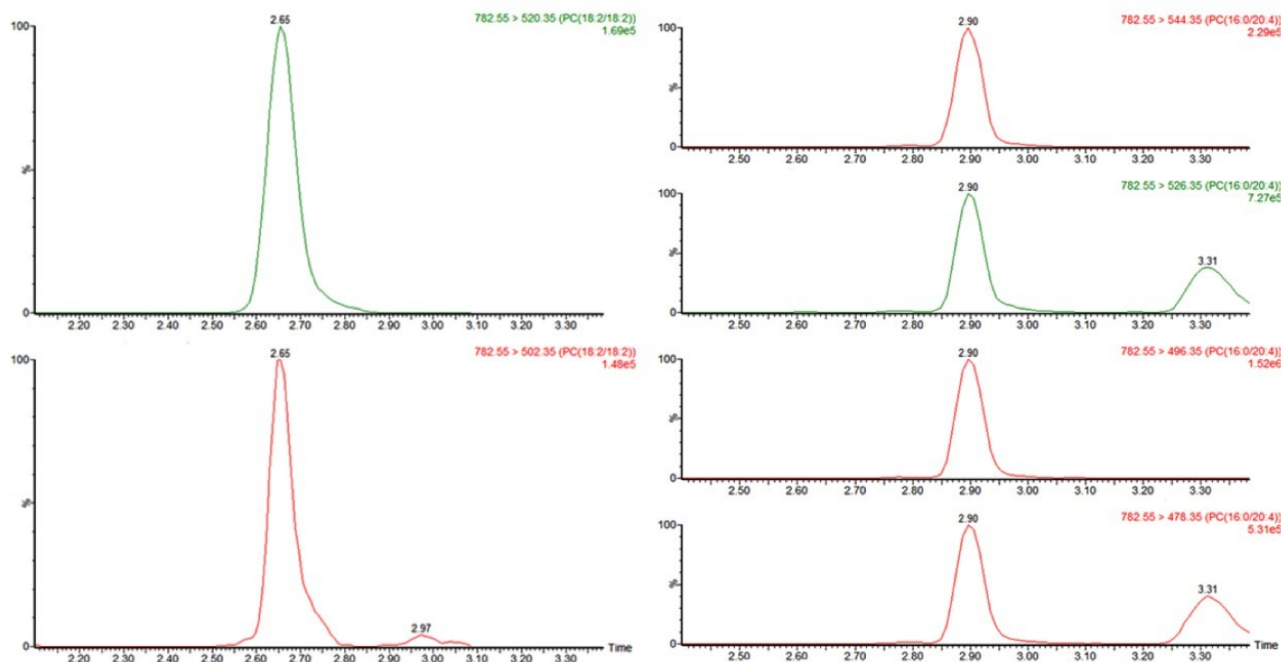 2.65
782.55 > 520.35 (PC(18:2/18:2))
1.69e5
100
%
0
2.20 2.30 2.40 2.50 2.60 2.70 2.80 2.90 3.00 3.10 3.20 3.30
2.65
782.55 > 502.35 (PC(18:2/18:2))
1.48e5
100
%
2.97
0
Time
2.20 2.30 2.40 2.50 2.60 2.70 2.80 2.90 3.00 3.10 3.20 3.30
2.90
782.55 > 544.35 (PC(16:0/20:4))
2.29e5
100
%
0
2.50 2.60 2.70 2.80 2.90 3.00 3.10 3.20 3.30
2.90
782.55 > 526.35 (PC(16:0/20:4))
7.27e5
100
%
3.31
0
2.50 2.60 2.70 2.80 2.90 3.00 3.10 3.20 3.30
2.90
782.55 > 496.35 (PC(16:0/20:4))
1.52e6
100
%
0
2.50 2.60 2.70 2.80 2.90 3.00 3.10 3.20 3.30
2.90
782.55 > 478.35 (PC(16:0/20:4))
5.31e5
100
%
3.31
0
Time
2.50 2.60 2.70 2.80 2.90 3.00 3.10 3.20 3.30